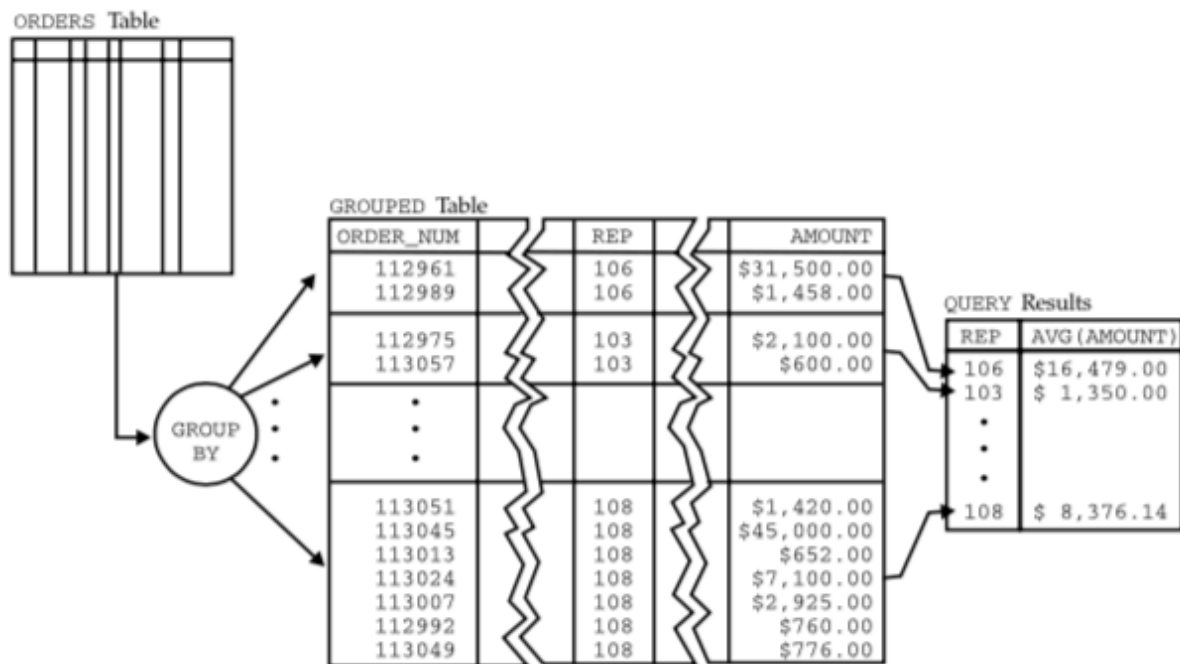 ORDERS Table
GROUPED Table
ORDER_NUM REP AMOUNT
112961 106 $31,500.00
112989 106 $1,458.00
112975 103 $2,100.00
113057 103 $600.00
113051 108 $1,420.00
113045 108 $45,000.00
113013 108 $652.00
113024 108 $7,100.00
113007 108 $2,925.00
112992 108 $760.00
113049 108 $776.00
GROUP
BY
QUERY Results
REP AVG(AMOUNT)
106 $16,479.00
103 $ 1,350.00
108 $ 8,376.14